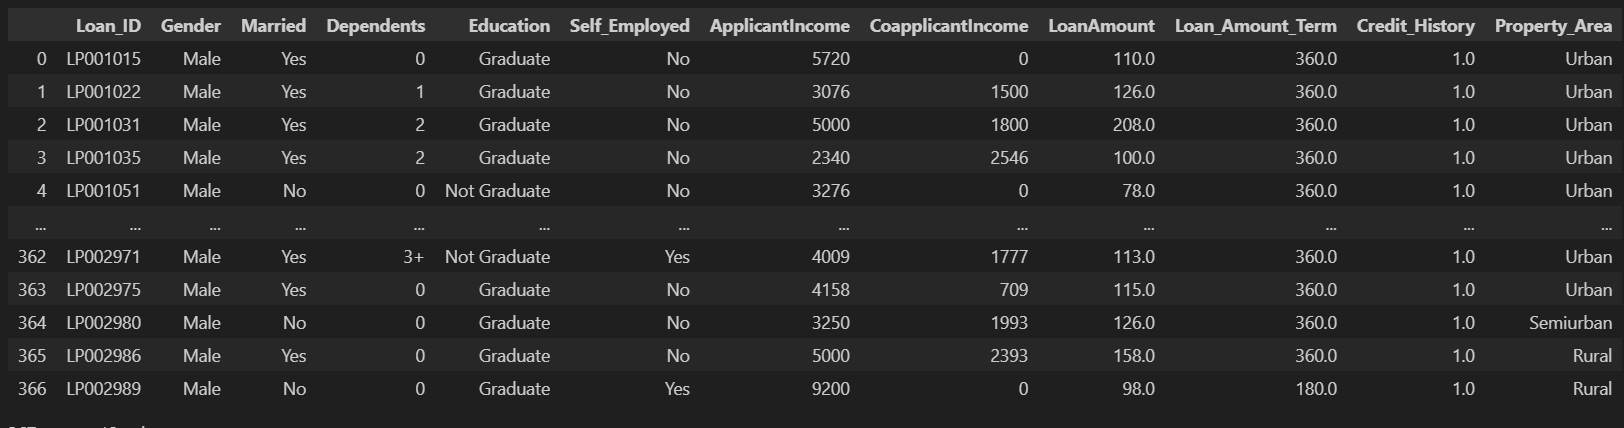 Loan_ID Gender Married Dependents Education Self_Employed ApplicantIncome CoapplicantIncome LoanAmount Loan_Amount_Term Credit_History Property_Area
0 LP001015 Male Yes 0 Graduate No 5720 0 110.0 360.0 1.0 Urban
1 LP001022 Male Yes 1 Graduate No 3076 1500 126.0 360.0 1.0 Urban
2 LP001031 Male Yes 2 Graduate No 5000 1800 208.0 360.0 1.0 Urban
3 LP001035 Male Yes 2 Graduate No 2340 2546 100.0 360.0 1.0 Urban
4 LP001051 Male No 0 Not Graduate No 3276 0 78.0 360.0 1.0 Urban
... ... ... ... ... ... ... ... ... ... ... ... ...
362 LP002971 Male Yes 3+ Not Graduate Yes 4009 1777 113.0 360.0 1.0 Urban
363 LP002975 Male Yes 0 Graduate No 4158 709 115.0 360.0 1.0 Urban
364 LP002980 Male No 0 Graduate No 3250 1993 126.0 360.0 1.0 Semiurban
365 LP002986 Male Yes 0 Graduate No 5000 2393 158.0 360.0 1.0 Rural
366 LP002989 Male No 0 Graduate Yes 9200 0 98.0 180.0 1.0 Rural